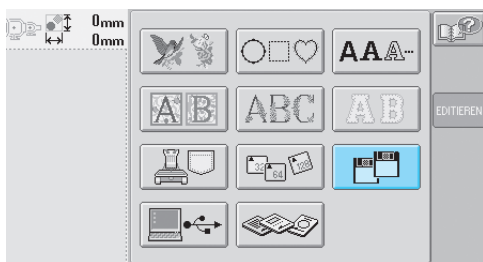 0mm
0mm
AAA
AB ABC AB
EDITIEREN
32 64 128